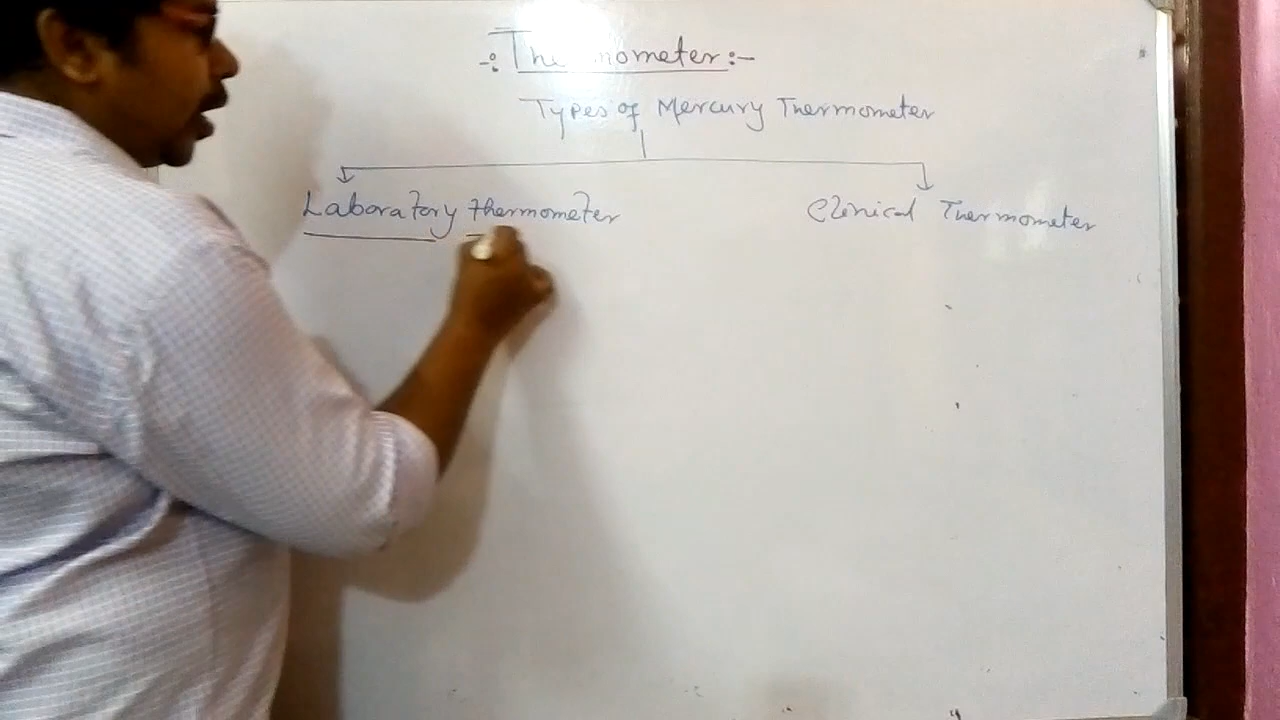 -: Thermometer:-
Types of Mercury Thermometer
Laboratory thermometer
Clinical Thermometer